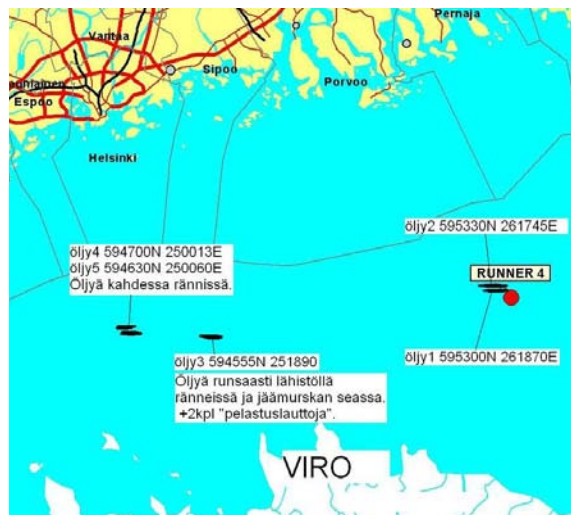 Pernaja
Vantaa
Sipoo
Porvoo
Espoo
Helsinki
öljy2 595330N 261745E
öljy4 594700N 250013E
öljy5 594630N 250060E
Öljyä kahdessa rännissä.
RUNNER 4
öljy3 594555N 251890
öljy1 595300N 261870E
Öljyä runsaasti lähistöllä
ränneissä ja jäämurskan seassa.
+2kpl "pelastuslauttoja".
VIRO